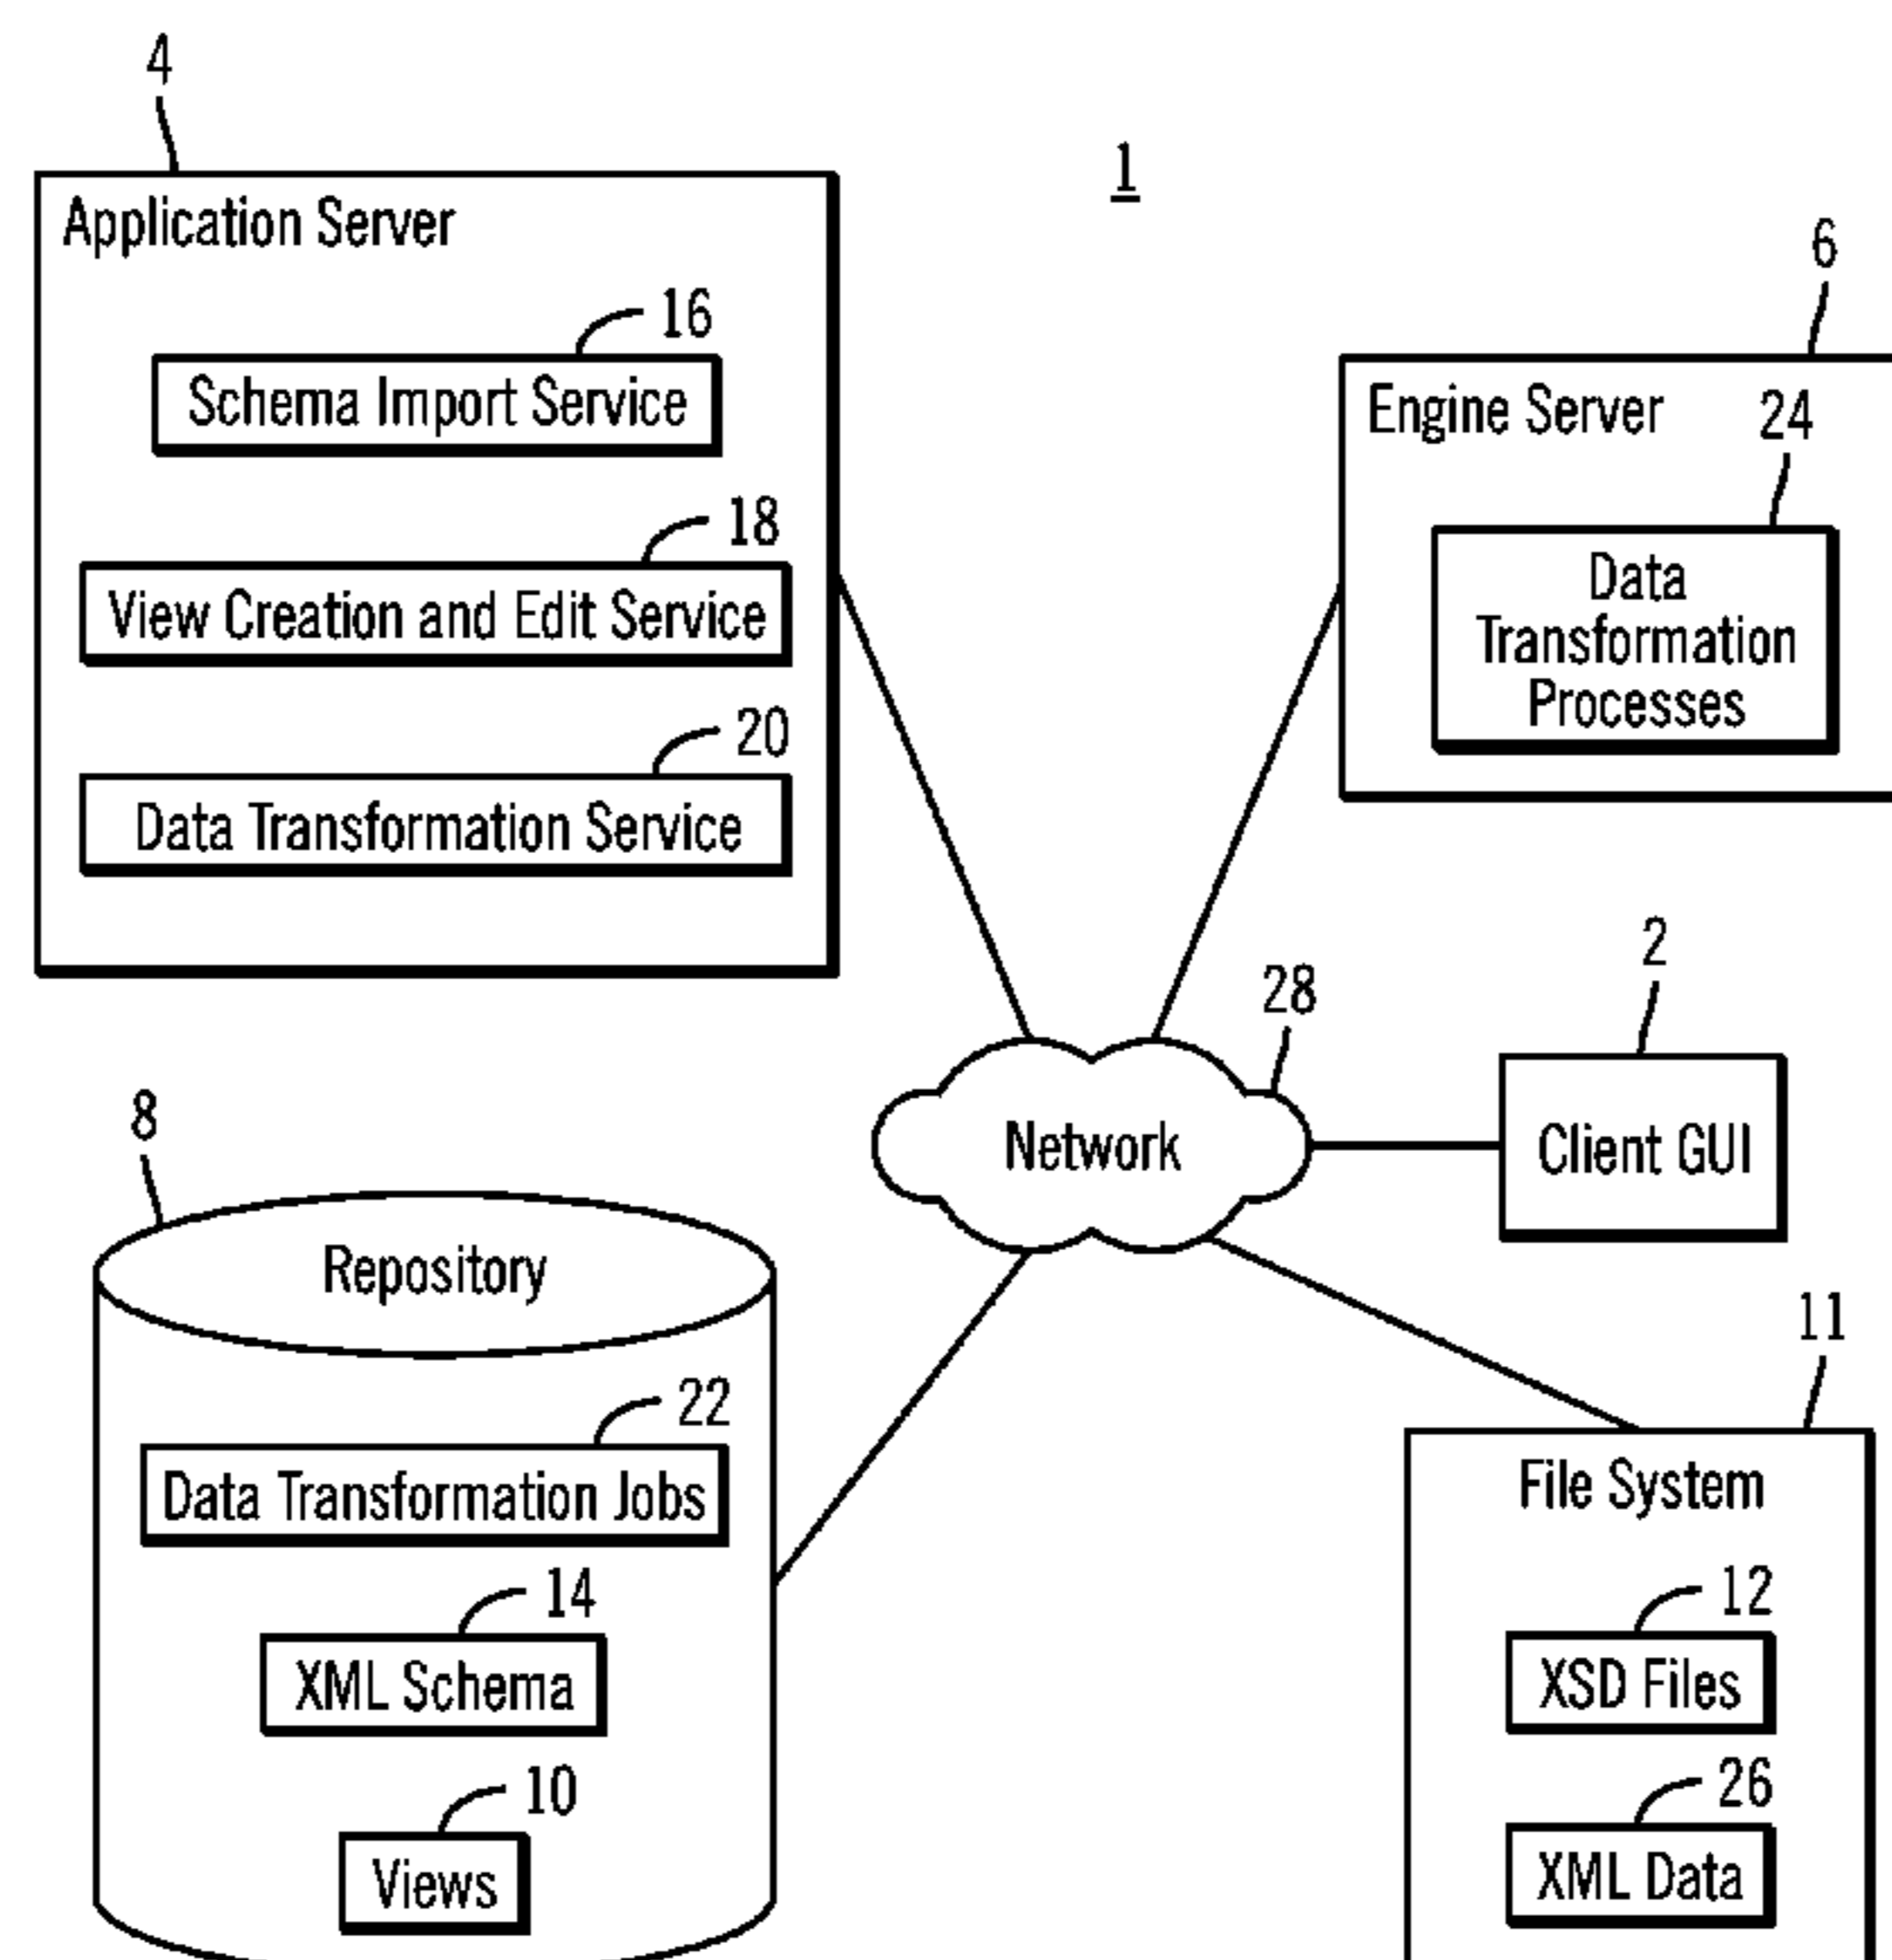 4
1
Application Server
6
16
Schema Import Service
Engine Server
24
18
View Creation and Edit Service
Data
Transformation
Processes
20
Data Transformation Service
2
28
8
Network
Client GUI
Repository
11
22
Data Transformation Jobs
File System
14
XML Schema
12
XSD Files
10
Views
26
XML Data